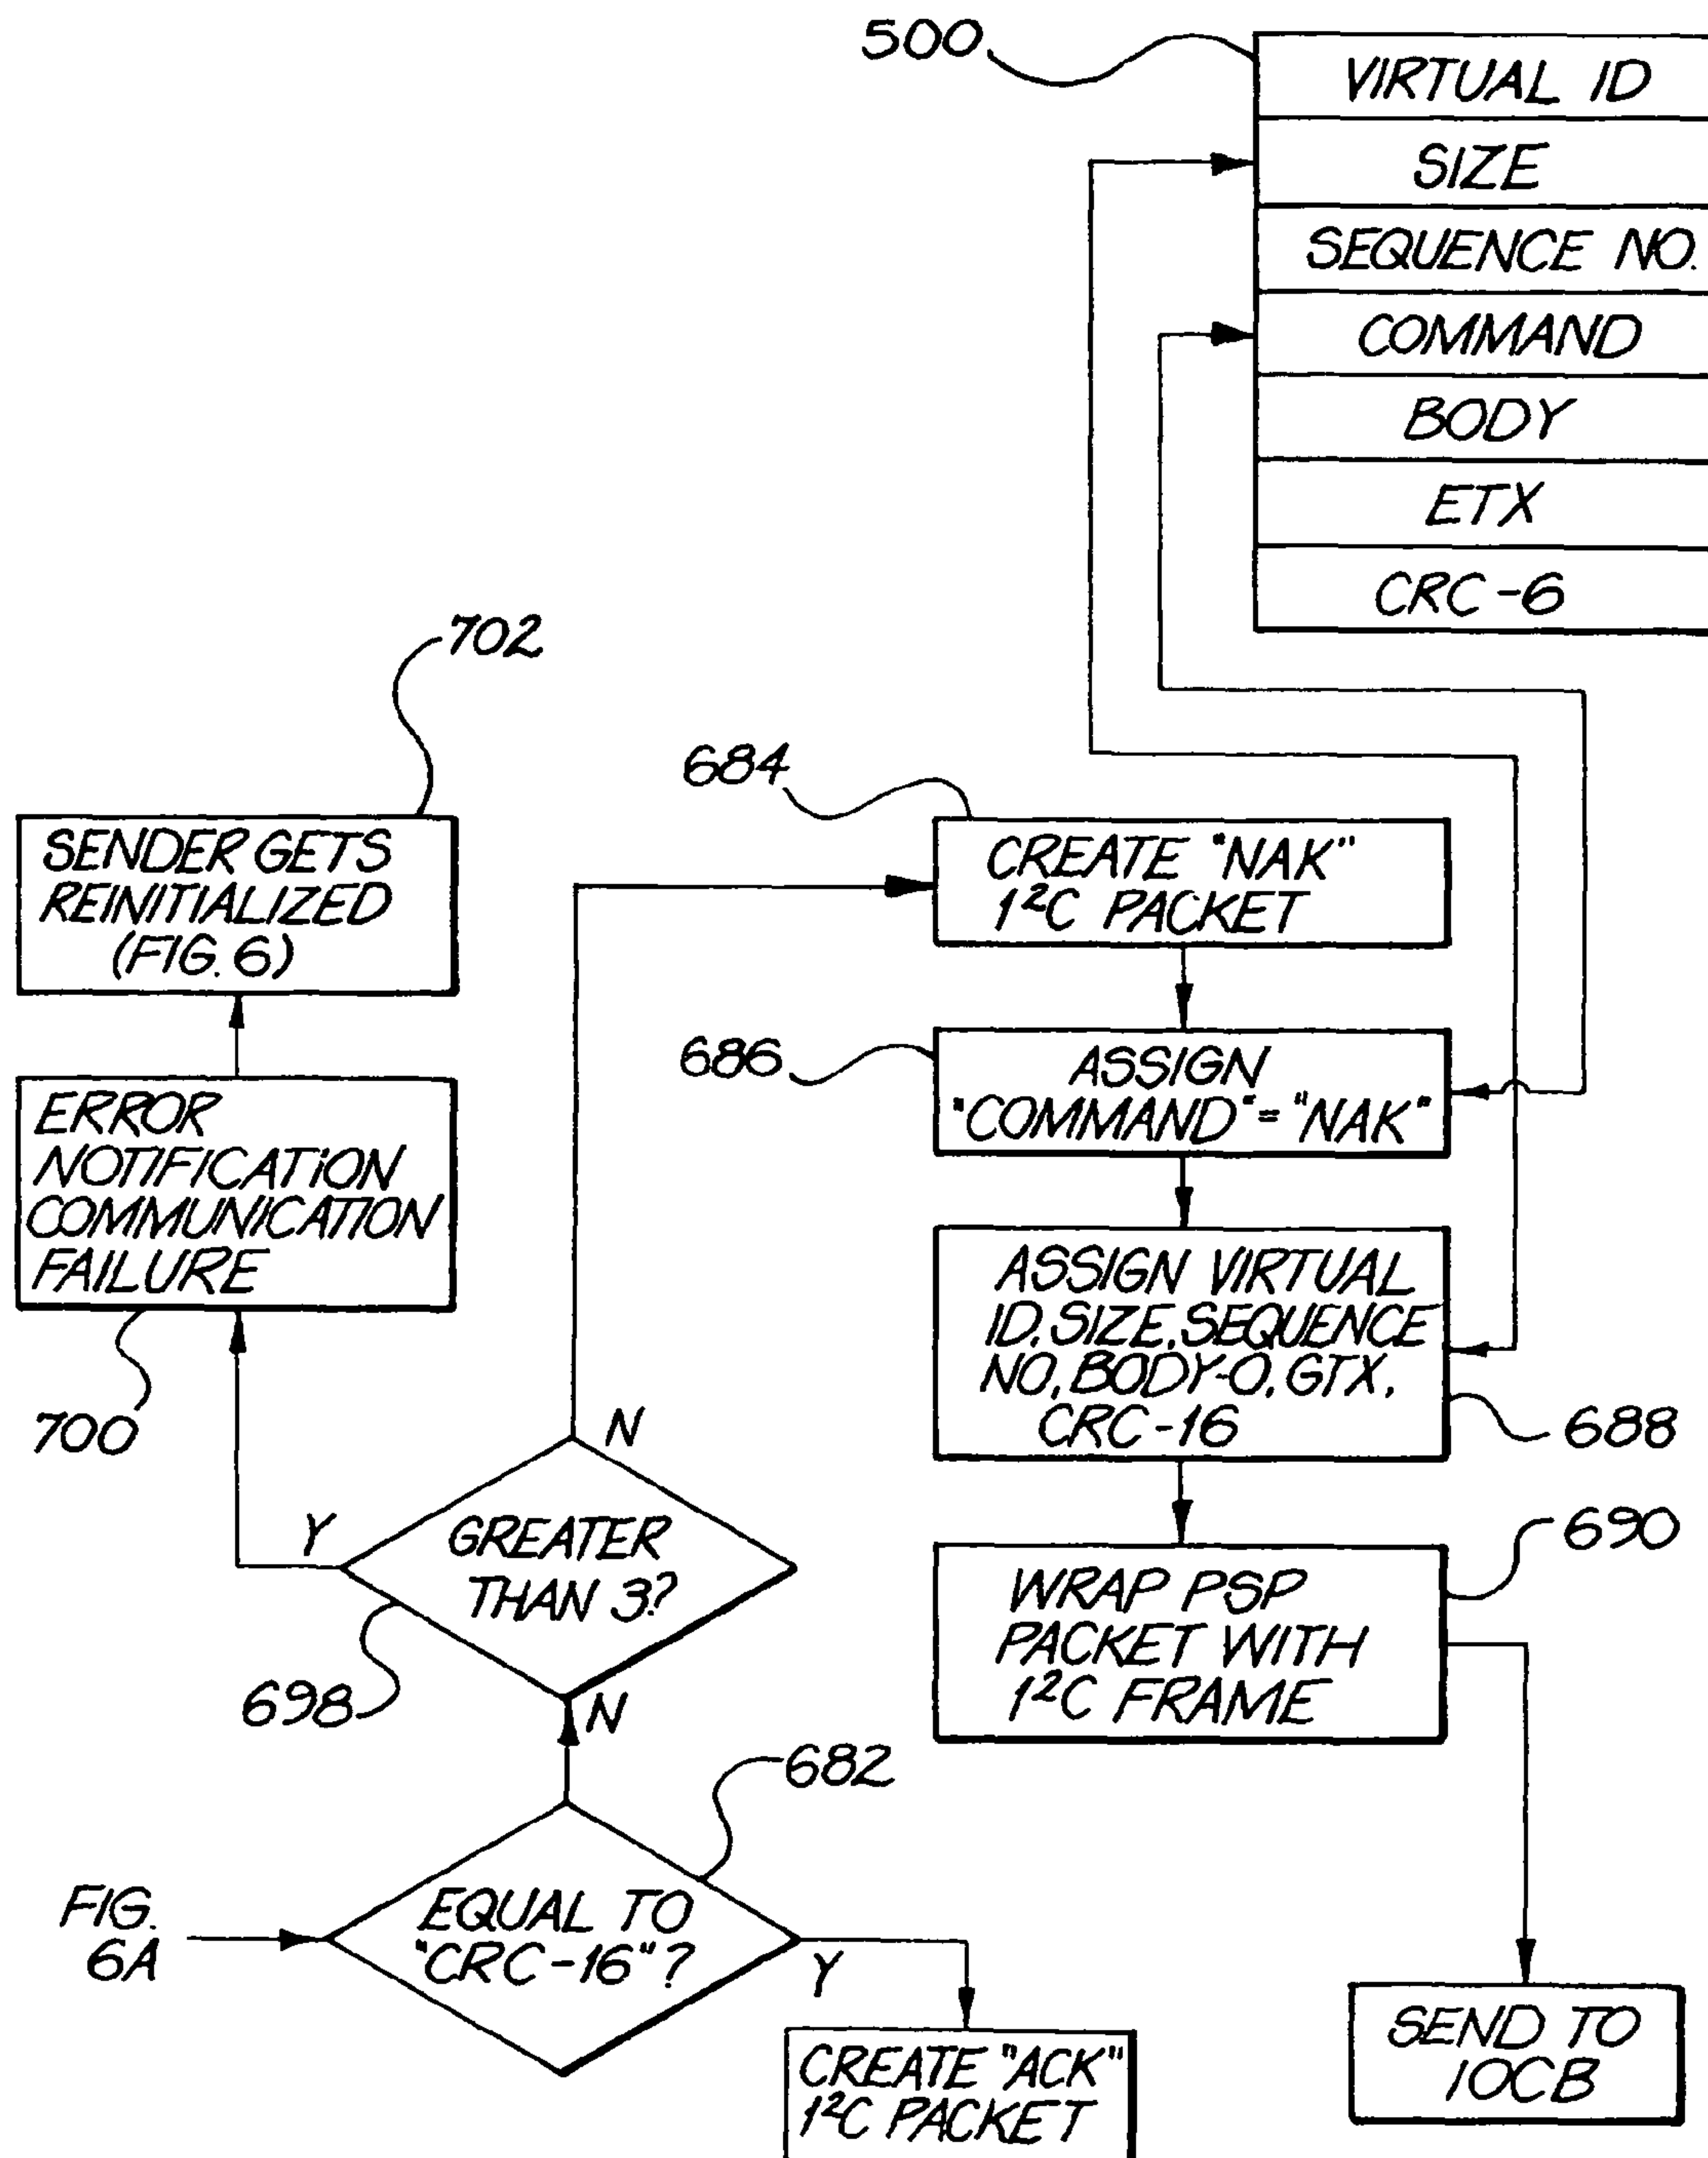 500
VIRTUAL ID
SIZE
SEQUENCE NO.
COMMAND
BODY
ETX
CRC-6
702
SENDER GETS
REINITIALIZED
(FIG. 6)
684
CREATE "NAK"
I²C PACKET
686
ASSIGN
"COMMAND" = "NAK"
ERROR
NOTIFICATION
COMMUNICATION
FAILURE
700
ASSIGN VIRTUAL
ID, SIZE, SEQUENCE
NO, BODY-O, GTX,
CRC-16
688
N
Y
GREATER
THAN 3?
698
690
WRAP PSP
PACKET WITH
I²C FRAME
N
682
FIG.
6A
EQUAL TO
"CRC-16"?
Y
CREATE "ACK"
I²C PACKET
SEND TO
IOCB